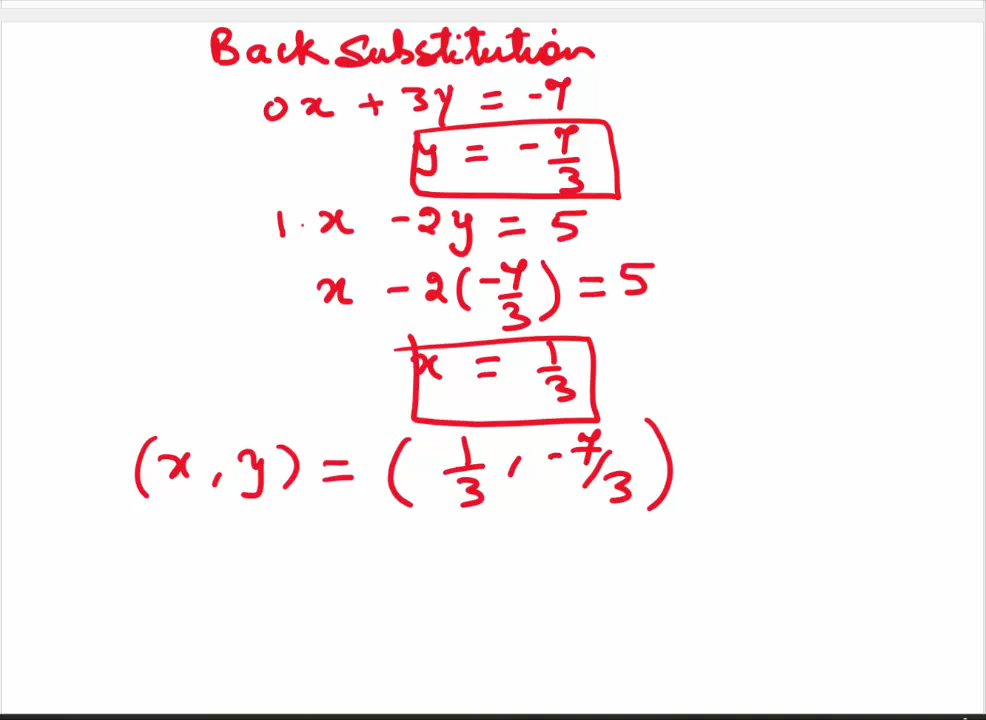 Back Substitution
0x + 3y = -7
y = -7/3
1.x - 2y = 5
x - 2(-7/3) = 5
x = 1/3
(x, y) = (1/3, -7/3)